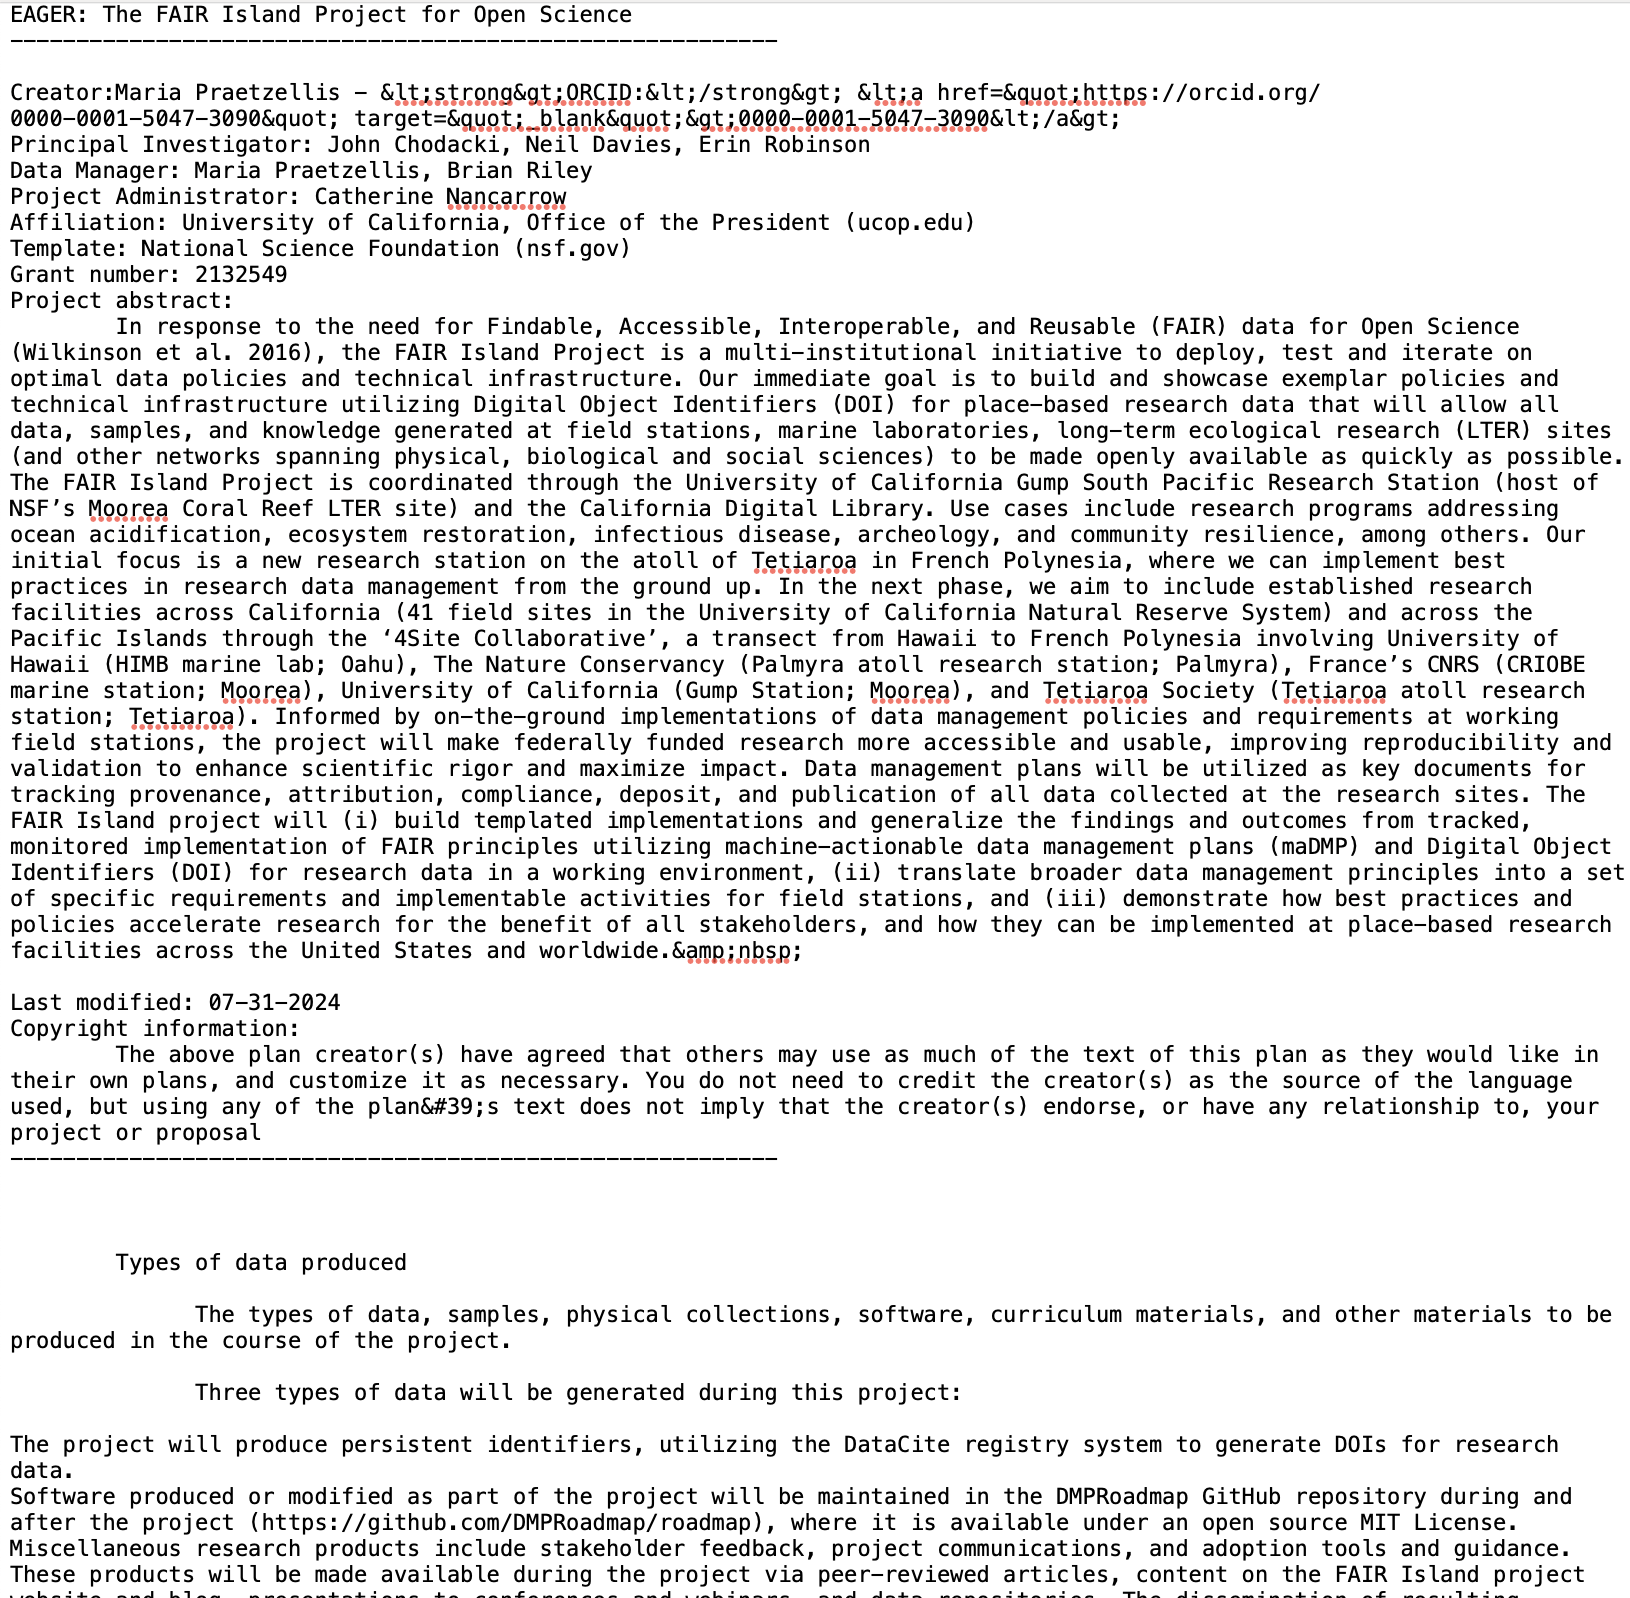 EAGER: The FAIR Island Project for Open Science
----------------------------------------------------------
Creator:Maria Praetzellis - &lt;strong&gt;ORCID:&lt;/strong&gt; &lt;a href=&quot;https://orcid.org/
0000-0001-5047-3090&quot; target=&quot;_blank&quot;&gt;0000-0001-5047-3090&lt;/a&gt;
Principal Investigator: John Chodacki, Neil Davies, Erin Robinson
Data Manager: Maria Praetzellis, Brian Riley
Project Administrator: Catherine Nancarrow
Affiliation: University of California, Office of the President (ucop.edu)
Template: National Science Foundation (nsf.gov)
Grant number: 2132549
Project abstract:
In response to the need for Findable, Accessible, Interoperable, and Reusable (FAIR) data for Open Science
(Wilkinson et al. 2016), the FAIR Island Project is a multi-institutional initiative to deploy, test and iterate on
optimal data policies and technical infrastructure. Our immediate goal is to build and showcase exemplar policies and
technical infrastructure utilizing Digital Object Identifiers (DOI) for place-based research data that will allow all
data, samples, and knowledge generated at field stations, marine laboratories, long-term ecological research (LTER) sites
(and other networks spanning physical, biological and social sciences) to be made openly available as quickly as possible.
The FAIR Island Project is coordinated through the University of California Gump South Pacific Research Station (host of
NSF’s Moorea Coral Reef LTER site) and the California Digital Library. Use cases include research programs addressing
ocean acidification, ecosystem restoration, infectious disease, archeology, and community resilience, among others. Our
initial focus is a new research station on the atoll of Tetiaroa in French Polynesia, where we can implement best
practices in research data management from the ground up. In the next phase, we aim to include established research
facilities across California (41 field sites in the University of California Natural Reserve System) and across the
Pacific Islands through the ‘4Site Collaborative’, a transect from Hawaii to French Polynesia involving University of
Hawaii (HIMB marine lab; Oahu), The Nature Conservancy (Palmyra atoll research station; Palmyra), France’s CNRS (CRIOBE
marine station; Moorea), University of California (Gump Station; Moorea), and Tetiaroa Society (Tetiaroa atoll research
station; Tetiaroa). Informed by on-the-ground implementations of data management policies and requirements at working
field stations, the project will make federally funded research more accessible and usable, improving reproducibility and
validation to enhance scientific rigor and maximize impact. Data management plans will be utilized as key documents for
tracking provenance, attribution, compliance, deposit, and publication of all data collected at the research sites. The
FAIR Island project will (i) build templated implementations and generalize the findings and outcomes from tracked,
monitored implementation of FAIR principles utilizing machine-actionable data management plans (maDMP) and Digital Object
Identifiers (DOI) for research data in a working environment, (ii) translate broader data management principles into a set
of specific requirements and implementable activities for field stations, and (iii) demonstrate how best practices and
policies accelerate research for the benefit of all stakeholders, and how they can be implemented at place-based research
facilities across the United States and worldwide.&amp;nbsp;
Last modified: 07-31-2024
Copyright information:
The above plan creator(s) have agreed that others may use as much of the text of this plan as they would like in
their own plans, and customize it as necessary. You do not need to credit the creator(s) as the source of the language
used, but using any of the plan&#39;s text does not imply that the creator(s) endorse, or have any relationship to, your
project or proposal
----------------------------------------------------------
Types of data produced
The types of data, samples, physical collections, software, curriculum materials, and other materials to be
produced in the course of the project.
Three types of data will be generated during this project:
The project will produce persistent identifiers, utilizing the DataCite registry system to generate DOIs for research
data.
Software produced or modified as part of the project will be maintained in the DMPRoadmap GitHub repository during and
after the project (https://github.com/DMPRoadmap/roadmap), where it is available under an open source MIT License.
Miscellaneous research products include stakeholder feedback, project communications, and adoption tools and guidance.
These products will be made available during the project via peer-reviewed articles, content on the FAIR Island project
website and blog, presentations to conferences and webinars, and data repositories. The dissemination of resulting